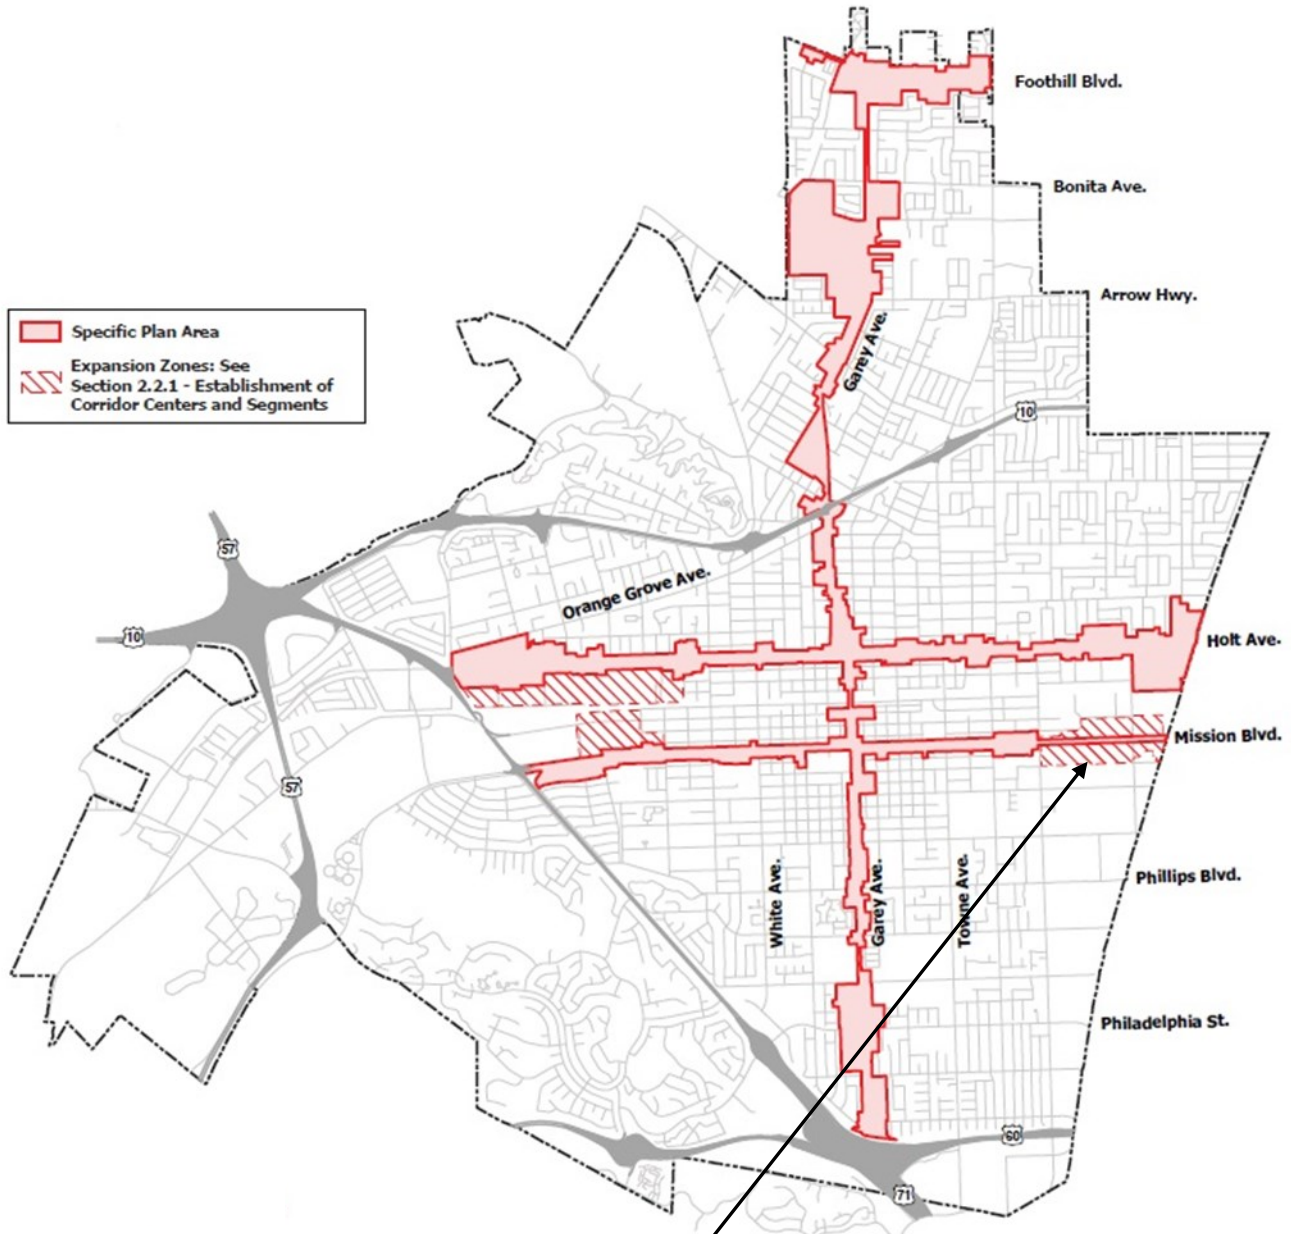 Foothill Blvd.
Bonita Ave.
Arrow Hwy.
Specific Plan Area
Expansion Zones: See
Section 2.2.1 - Establishment of
Corridor Centers and Segments
Garey Ave.
10
57
Orange Grove Ave.
10
Holt Ave.
Mission Blvd.
57
White Ave.
Garey Ave.
Towne Ave.
Phillips Blvd.
Philadelphia St.
60
71